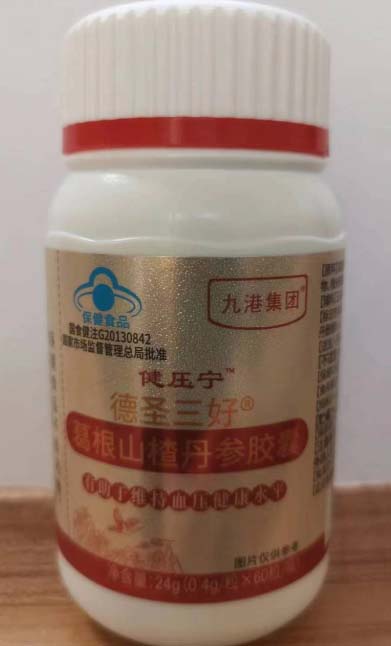 保健食品
国食健注G20130842
国家市场监督管理总局批准
九港集团®
健压宁™
德圣三好®
葛根山楂丹参胶囊
有助于维持血压健康水平
图片仅供参考
净含量:24g(0.4g/粒×60粒)